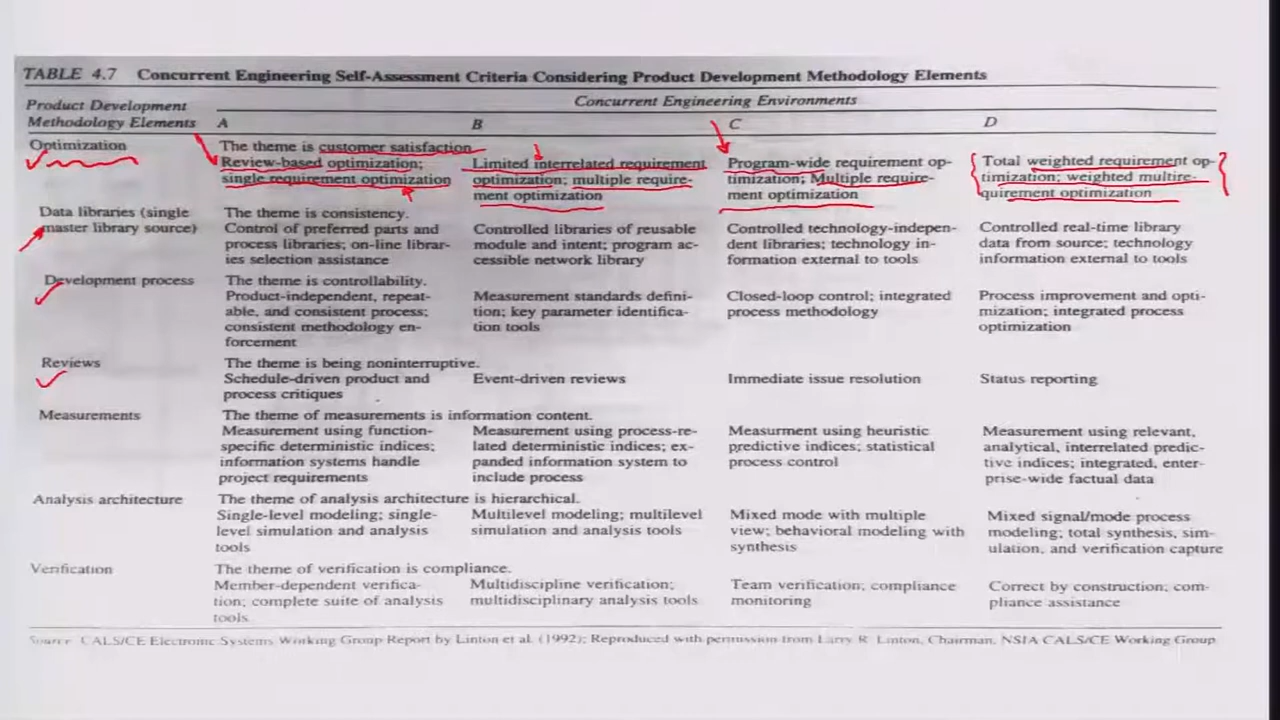 TABLE 4.7 Concurrent Engineering Self-Assessment Criteria Considering Product Development Methodology Elements
Product Development Methodology Elements
Concurrent Engineering Environments
A B C D
Optimization
The theme is customer satisfaction
Review-based optimization;
single requirement optimization
Limited interrelated requirement
optimization; multiple require-
ment optimization
Program-wide requirement op-
timization; Multiple require-
ment optimization
Total weighted requirement op-
timization; weighted multire-
quirement optimization
Data libraries (single
master library source)
The theme is consistency.
Control of preferred parts and
process libraries; on-line librar-
ies selection assistance
Controlled libraries of reusable
module and intent; program ac-
cessible network library
Controlled technology-indepen-
dent libraries; technology in-
formation external to tools
Controlled real-time library
data from source; technology
information external to tools
Development process
The theme is controllability.
Product-independent, repeat-
able, and consistent process;
consistent methodology en-
forcement
Measurement standards defini-
tion; key parameter identifica-
tion tools
Closed-loop control; integrated
process methodology
Process improvement and opti-
mization; integrated process
optimization
Reviews
The theme is being noninterruptive.
Schedule-driven product and
process critiques
Event-driven reviews
Immediate issue resolution
Status reporting
Measurements
The theme of measurements is information content.
Measurement using function-
specific deterministic indices;
information systems handle
project requirements
Measurement using process-re-
lated deterministic indices; ex-
panded information system to
include process
Measurment using heuristic
predictive indices; statistical
process control
Measurement using relevant,
analytical, interrelated predic-
tive indices; integrated, enter-
prise-wide factual data
Analysis architecture
The theme of analysis architecture is hierarchical.
Single-level modeling; single-
level simulation and analysis
tools
Multilevel modeling; multilevel
simulation and analysis tools
Mixed mode with multiple
view; behavioral modeling with
synthesis
Mixed signal/mode process
modeling; total synthesis, sim-
ulation, and verification capture
Verification
The theme of verification is compliance.
Member-dependent verifica-
tion; complete suite of analysis
tools
Multidiscipline verification;
multidisciplinary analysis tools
Team verification; compliance
monitoring
Correct by construction; com-
pliance assistance
Source: CALS/CE Electronic Systems Working Group Report by Linton et al. (1992); Reproduced with permission from Larry R. Linton, Chairman, NSIA CALS/CE Working Group